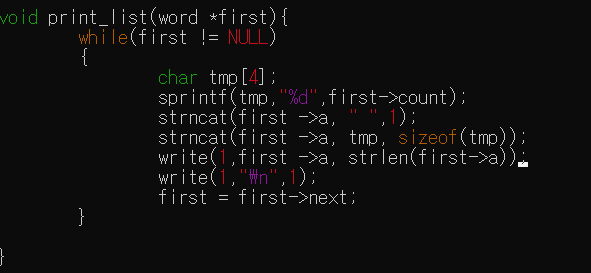 void print_list(word *first){
while(first != NULL)
{
char tmp[4];
sprintf(tmp,"%d",first->count);
strncat(first ->a, " ",1);
strncat(first ->a, tmp, sizeof(tmp));
write(1,first ->a, strlen(first->a));
write(1,"₩n",1);
first = first->next;
}
}